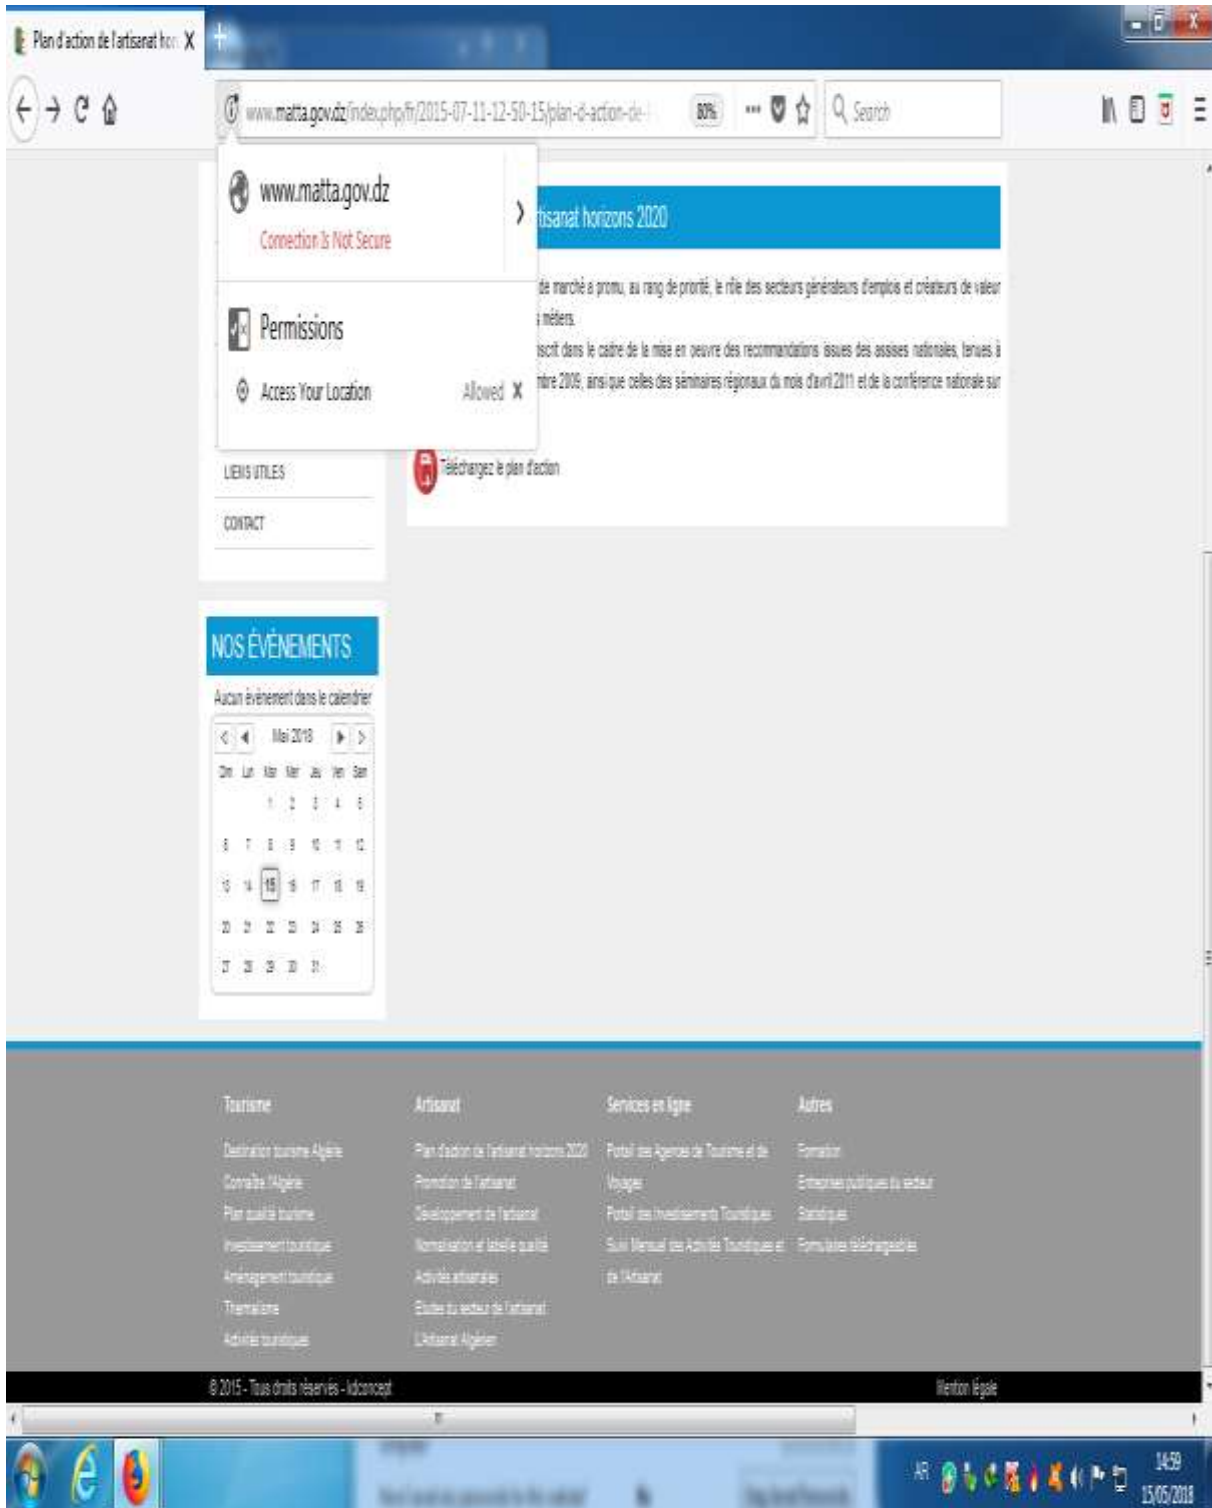 Plan d'action de l'artisanat hori
www.matta.gov.dz/index.php/fr/2015-07-11-12-50-15/plan-d-action-de-l
80%
Search
www.matta.gov.dz
Connection Is Not Secure
Permissions
Access Your Location Allowed
tisanat horizons 2020
de marché a promu, au rang de priorité, le rôle des secteurs générateurs d'emplois et créateurs de valeur
s métiers.
nscrit dans le cadre de la mise en oeuvre des recommandations issues des assises nationales, tenues à
mbre 2009, ainsi que celles des séminaires régionaux du mois d'avril 2011 et de la conférence nationale sur
Téléchargez le plan d'action
LIENS UTILES
CONTACT
NOS ÉVÈNEMENTS
Aucun évènement dans le calendrier
Mai 2018
Dim Lun Mar Mer Jeu Ven Sam
1 2 3 4 5
6 7 8 9 10 11 12
13 14 15 16 17 18 19
20 21 22 23 24 25 26
27 28 29 30 31
Tourisme
Destination tourisme Algérie
Connaître l'Algérie
Plan qualité tourisme
Investissement touristique
Aménagement touristique
Thermalisme
Activités touristiques
Artisanat
Plan d'action de l'artisanat horizons 2020
Promotion de l'artisanat
Développement de l'artisanat
Normalisation et labelle qualité
Activités artisanales
Etudes du secteur de l'artisanat
L'Artisanat Algérien
Services en ligne
Portail des Agences de Tourisme et de
Voyages
Portail des Investissements Touristiques
Suivi Mensuel des Activités Touristiques et
de l'Artisanat
Autres
Formation
Entreprises publiques du secteur
Statistiques
Formulaires téléchargeables
© 2015 - Tous droits réservés - kdconcept
Mention légale
AR
14:59
15/05/2018